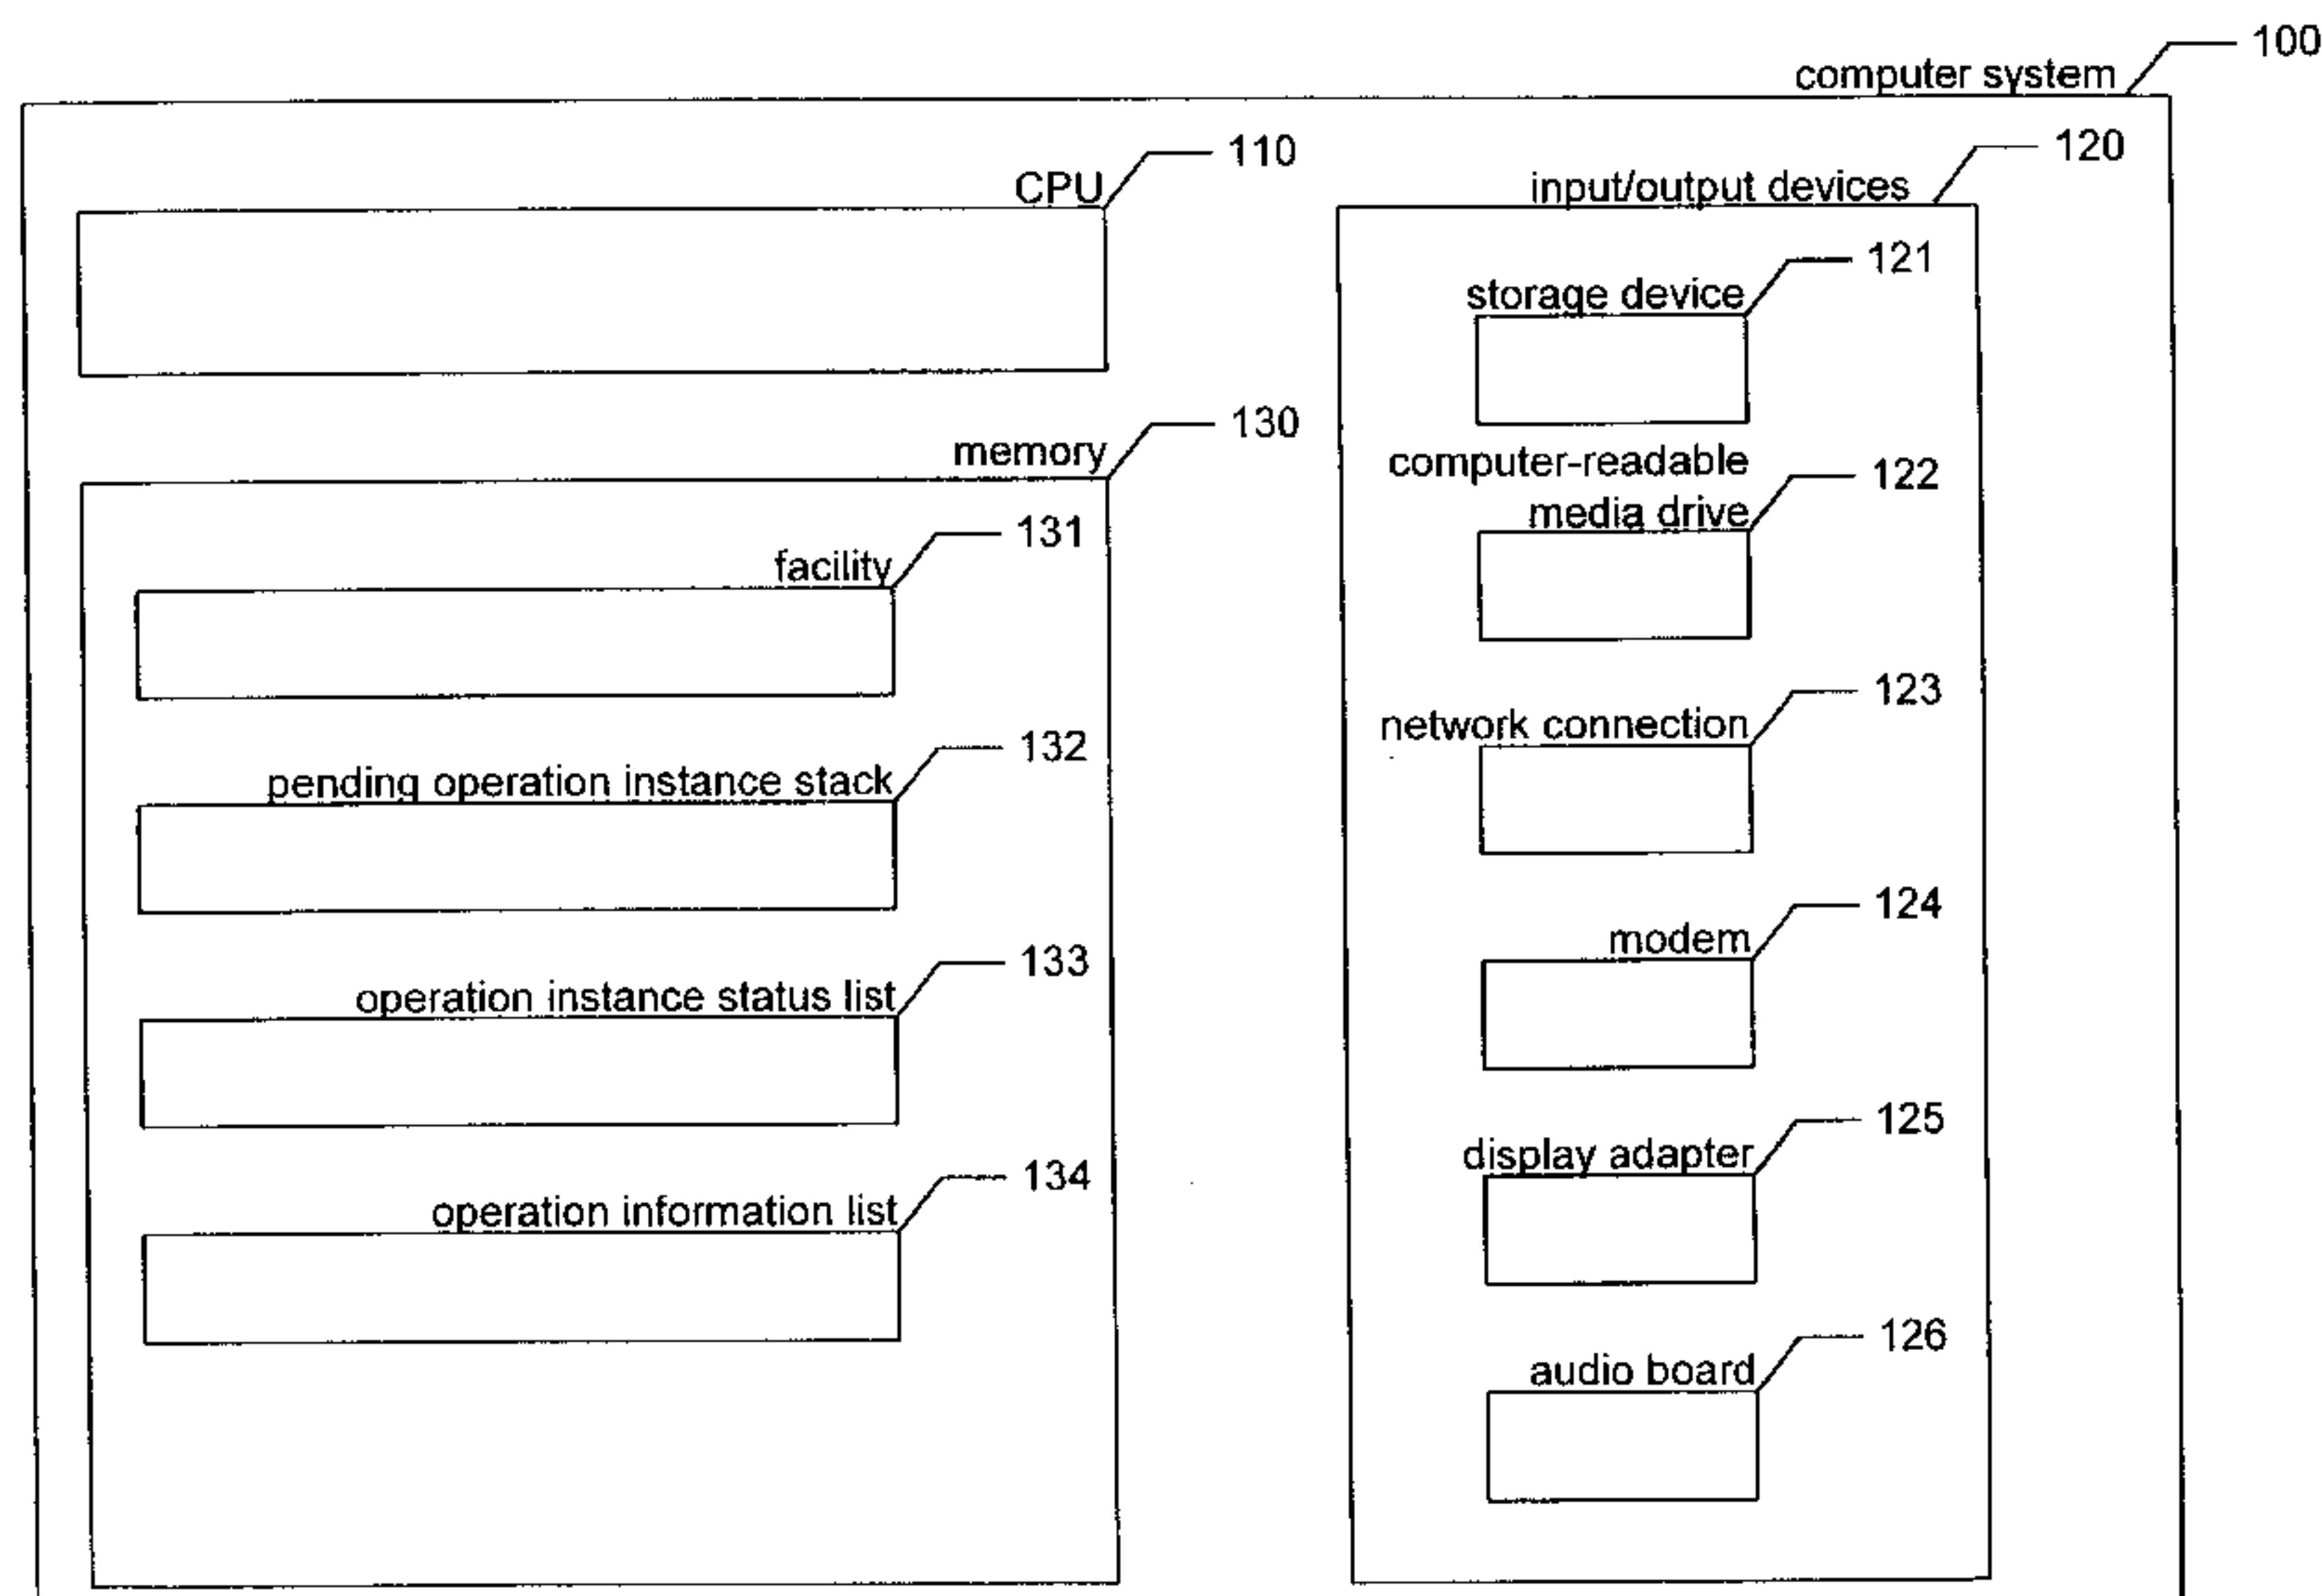 100
computer system
110
CPU
120
input/output devices
121
storage device
130
memory
computer-readable
media drive
122
131
facility
123
network connection
132
pending operation instance stack
124
modem
133
operation instance status list
125
display adapter
134
operation information list
126
audio board